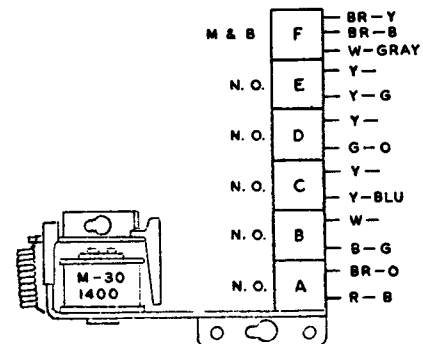 BR-Y
M & B F BR-B
W-GRAY
N. O. E Y-
Y-G
N. O. D Y-
G-O
N. O. C Y-
Y-BLU
N. O. B W-
B-G
N. O. A BR-O
R-B
M-30
1400